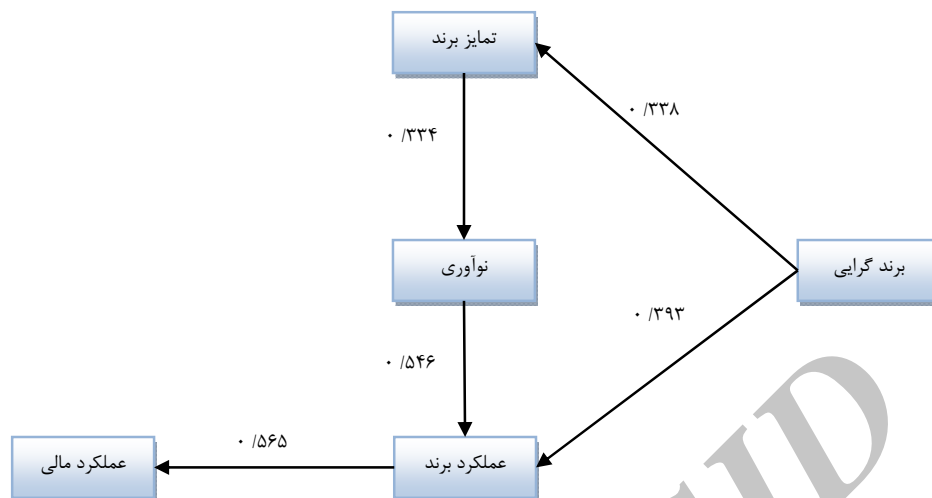 تمایز برند
۰/۳۳۸
۰/۳۳۴
برند گرایی
نوآوری
۰/۳۹۳
۰/۵۴۶
۰/۵۶۵
عملکرد برند
عملکرد مالی